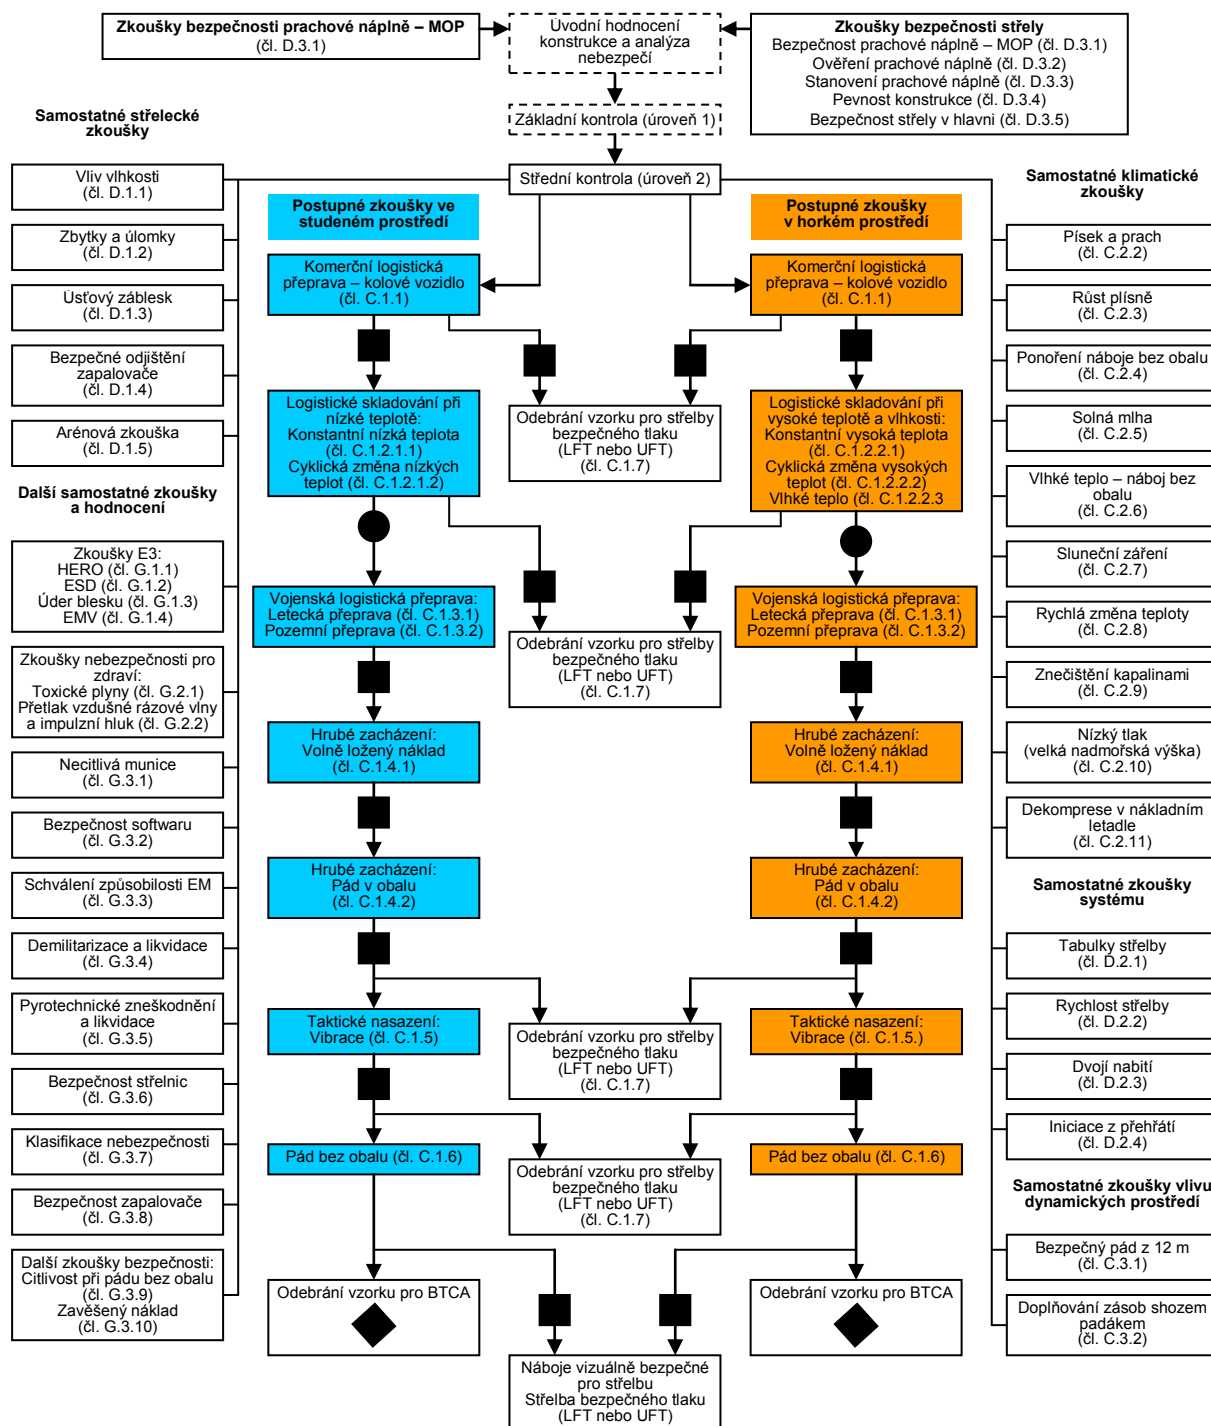 Zkoušky bezpečnosti prachové náplně – MOP
(čl. D.3.1)
Úvodní hodnocení
konstrukce a analýza
nebezpečí
Zkoušky bezpečnosti střely
Bezpečnost prachové náplně – MOP (čl. D.3.1)
Ověření prachové náplně (čl. D.3.2)
Stanovení prachové náplně (čl. D.3.3)
Pevnost konstrukce (čl. D.3.4)
Bezpečnost střely v hlavni (čl. D.3.5)
Základní kontrola (úroveň 1)
Střední kontrola (úroveň 2)
Samostatné střelecké
zkoušky
Vliv vlhkosti
(čl. D.1.1)
Zbytky a úlomky
(čl. D.1.2)
Úsťový záblesk
(čl. D.1.3)
Bezpečné odjištění
zapalovače
(čl. D.1.4)
Arénová zkouška
(čl. D.1.5)
Další samostatné zkoušky
a hodnocení
Zkoušky E3:
HERO (čl. G.1.1)
ESD (čl. G.1.2)
Úder blesku (čl. G.1.3)
EMV (čl. G.1.4)
Zkoušky nebezpečnosti pro
zdraví:
Toxické plyny (čl. G.2.1)
Přetlak vzdušné rázové vlny
a impulzní hluk (čl. G.2.2)
Necitlivá munice
(čl. G.3.1)
Bezpečnost softwaru
(čl. G.3.2)
Schválení způsobilosti EM
(čl. G.3.3)
Demilitarizace a likvidace
(čl. G.3.4)
Pyrotechnické zneškodnění
a likvidace
(čl. G.3.5)
Bezpečnost střelnic
(čl. G.3.6)
Klasifikace nebezpečnosti
(čl. G.3.7)
Bezpečnost zapalovače
(čl. G.3.8)
Další zkoušky bezpečnosti:
Citlivost při pádu bez obalu
(čl. G.3.9)
Zavěšený náklad
(čl. G.3.10)
Postupné zkoušky ve
studeném prostředí
Komerční logistická
přeprava – kolové vozidlo
(čl. C.1.1)
Logistické skladování při
nízké teplotě:
Konstantní nízká teplota
(čl. C.1.2.1.1)
Cyklická změna nízkých
teplot (čl. C.1.2.1.2)
Vojenská logistická přeprava:
Letecká přeprava (čl. C.1.3.1)
Pozemní přeprava (čl. C.1.3.2)
Hrubé zacházení:
Volně ložený náklad
(čl. C.1.4.1)
Hrubé zacházení:
Pád v obalu
(čl. C.1.4.2)
Taktické nasazení:
Vibrace (čl. C.1.5)
Pád bez obalu (čl. C.1.6)
Odebrání vzorku pro BTCA
Odebrání vzorku pro střelby
bezpečného tlaku
(LFT nebo UFT)
(čl. C.1.7)
Odebrání vzorku pro střelby
bezpečného tlaku
(LFT nebo UFT)
(čl. C.1.7)
Odebrání vzorku pro střelby
bezpečného tlaku
(LFT nebo UFT)
(čl. C.1.7)
Odebrání vzorku pro střelby
bezpečného tlaku
(LFT nebo UFT)
(čl. C.1.7)
Náboje vizuálně bezpečné
pro střelbu
Střelba bezpečného tlaku
(LFT nebo UFT)
Postupné zkoušky
v horkém prostředí
Komerční logistická
přeprava – kolové vozidlo
(čl. C.1.1)
Logistické skladování při
vysoké teplotě a vlhkosti:
Konstantní vysoká teplota
(čl. C.1.2.2.1)
Cyklická změna vysokých
teplot (čl. C.1.2.2.2)
Vlhké teplo (čl. C.1.2.2.3
Vojenská logistická přeprava:
Letecká přeprava (čl. C.1.3.1)
Pozemní přeprava (čl. C.1.3.2)
Hrubé zacházení:
Volně ložený náklad
(čl. C.1.4.1)
Hrubé zacházení:
Pád v obalu
(čl. C.1.4.2)
Taktické nasazení:
Vibrace (čl. C.1.5.)
Pád bez obalu (čl. C.1.6)
Odebrání vzorku pro BTCA
Samostatné klimatické
zkoušky
Písek a prach
(čl. C.2.2)
Růst plísně
(čl. C.2.3)
Ponoření náboje bez obalu
(čl. C.2.4)
Solná mlha
(čl. C.2.5)
Vlhké teplo – náboj bez
obalu
(čl. C.2.6)
Sluneční záření
(čl. C.2.7)
Rychlá změna teploty
(čl. C.2.8)
Znečištění kapalinami
(čl. C.2.9)
Nízký tlak
(velká nadmořská výška)
(čl. C.2.10)
Dekomprese v nákladním
letadle
(čl. C.2.11)
Samostatné zkoušky
systému
Tabulky střelby
(čl. D.2.1)
Rychlost střelby
(čl. D.2.2)
Dvojí nabití
(čl. D.2.3)
Iniciace z přehřátí
(čl. D.2.4)
Samostatné zkoušky vlivu
dynamických prostředí
Bezpečný pád z 12 m
(čl. C.3.1)
Doplňování zásob shozem
padákem
(čl. C.3.2)